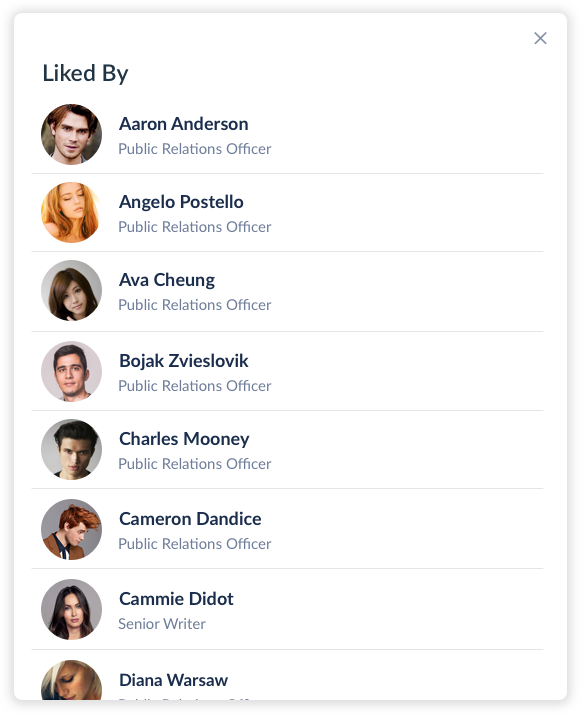 Liked By
Aaron Anderson
Public Relations Officer
Angelo Postello
Public Relations Officer
Ava Cheung
Public Relations Officer
Bojak Zvieslovik
Public Relations Officer
Charles Mooney
Public Relations Officer
Cameron Dandice
Public Relations Officer
Cammie Didot
Senior Writer
Diana Warsaw